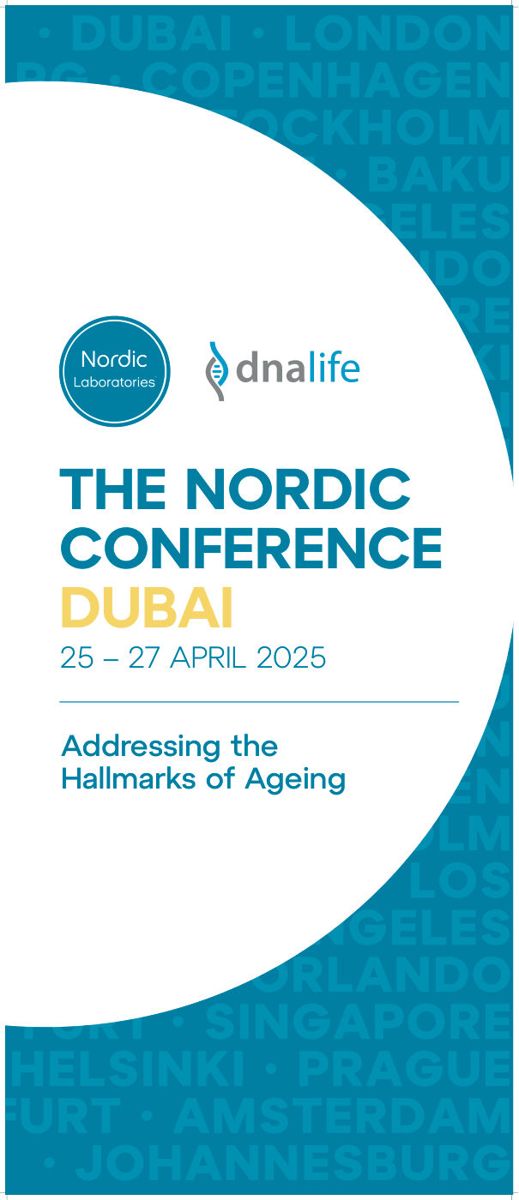 • DUBAI • LONDON
• COPENHAGEN
STOCKHOLM
• BAKU
Nordic
Laboratories
dnalife
THE NORDIC
CONFERENCE
DUBAI
25 – 27 APRIL 2025
Addressing the
Hallmarks of Ageing
LOS
ANGELES
ORLANDO
• SINGAPORE
HELSINKI • PRAGUE
FURT • AMSTERDAM
• JOHANNESBURG